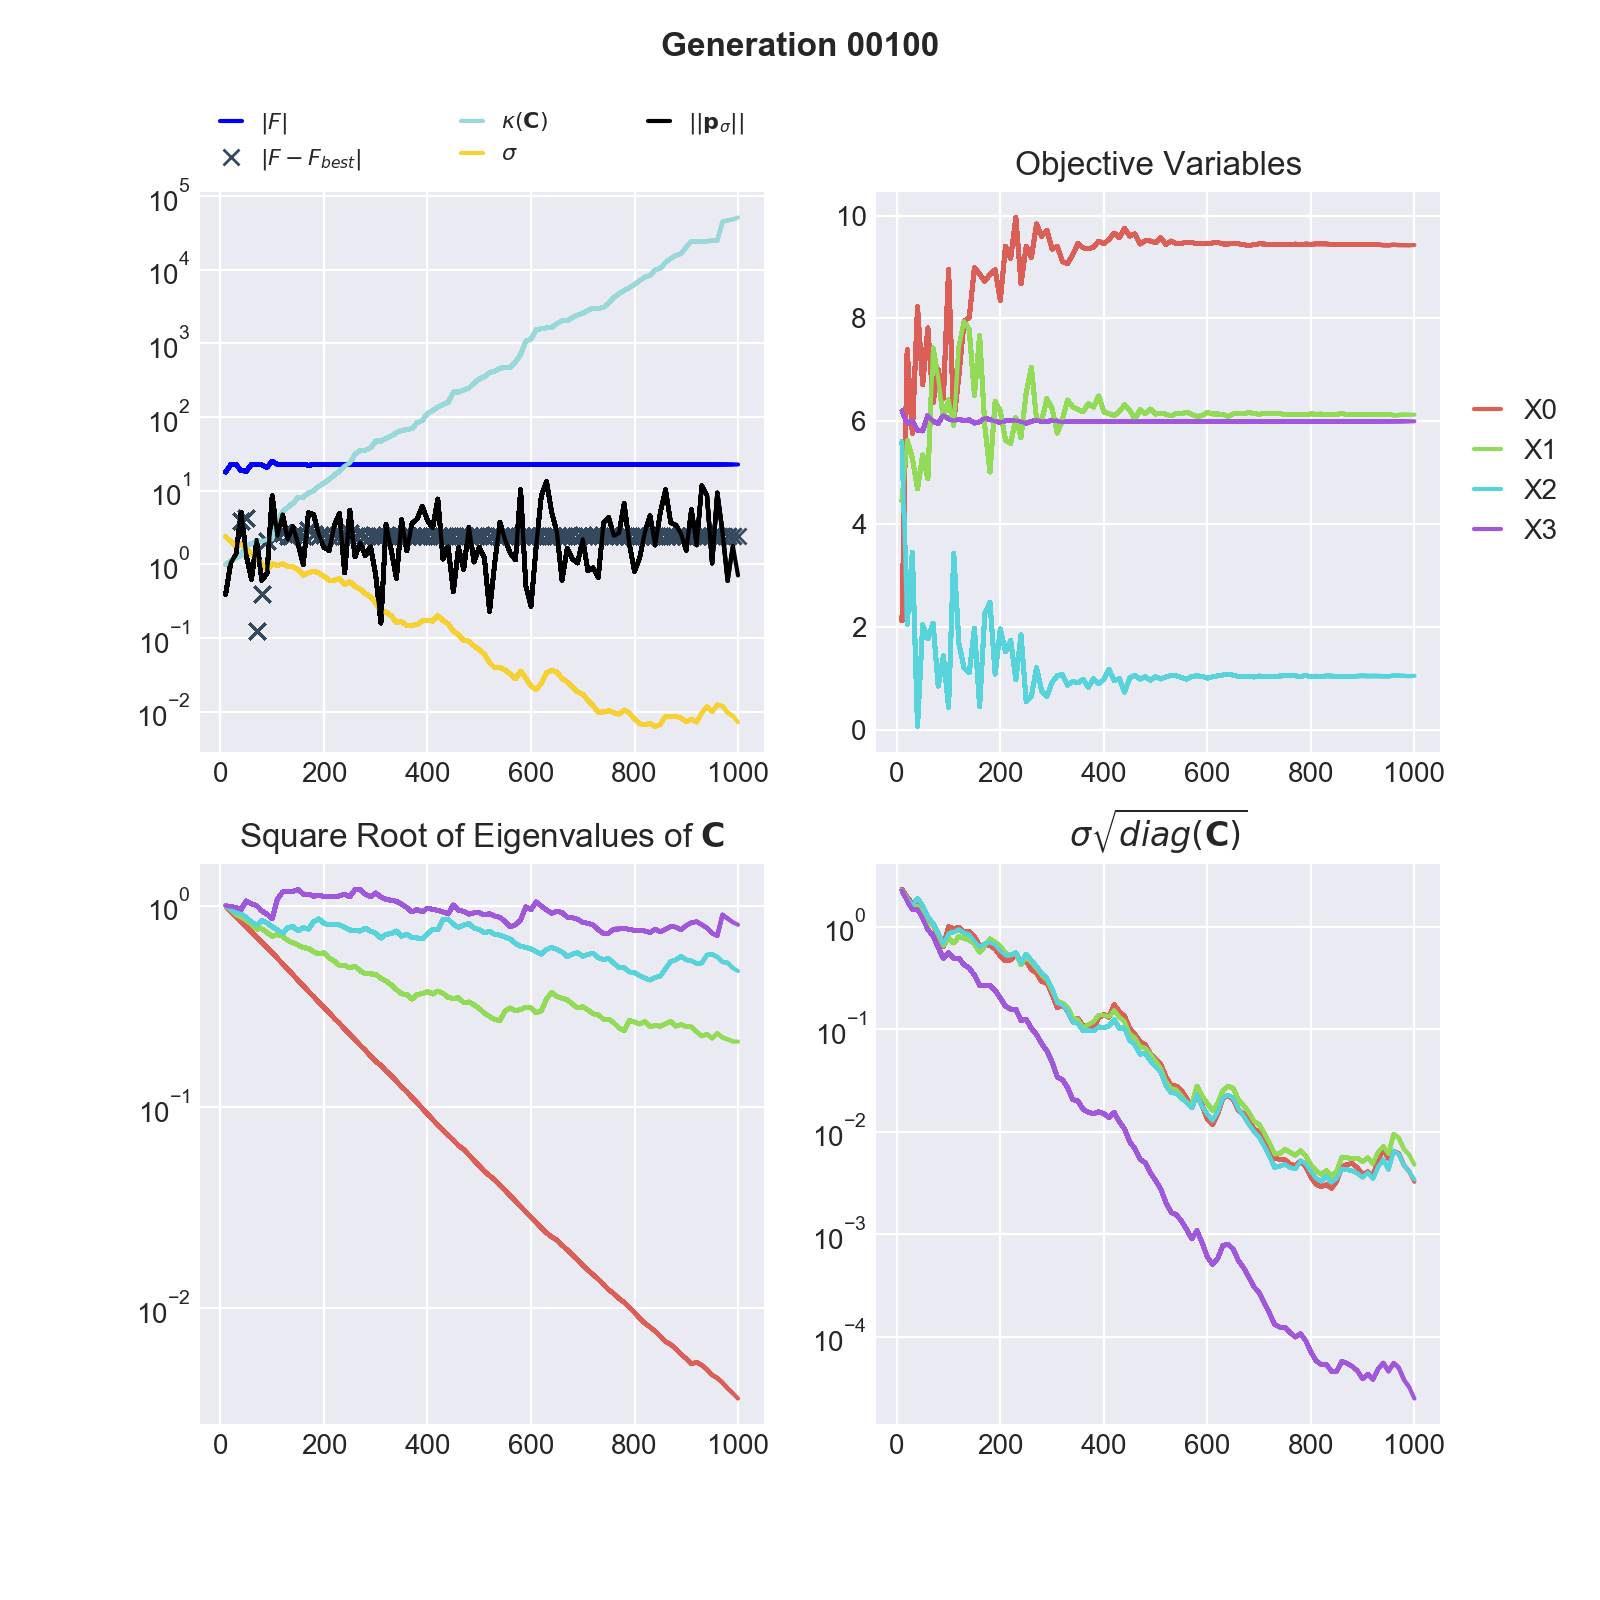 Generation 00100
|F| κ(C) ||p_σ||
|F − F_best| σ
10^5
10^4
10^3
10^2
10^1
10^0
10^−1
10^−2
0 200 400 600 800 1000
Objective Variables
10
8
6
4
2
0
0 200 400 600 800 1000
X0
X1
X2
X3
Square Root of Eigenvalues of C
10^0
10^−1
10^−2
0 200 400 600 800 1000
σ√diag(C)
10^0
10^−1
10^−2
10^−3
10^−4
0 200 400 600 800 1000